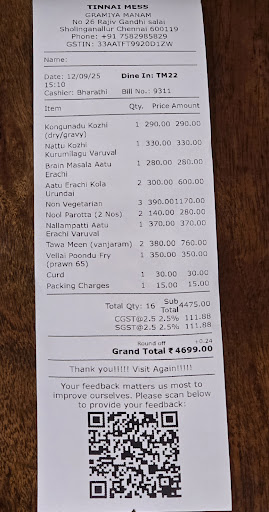 TINNAI MESS
GRAMIYA MANAM
No 26 Rajiv Gandhi salai
Sholinganallur Chennai 600119
Phone: +91 7582985829
GSTIN: 33AATFT9920D1ZW
Name:
Date: 12/09/25 Dine In: TM22
15:10
Cashier: Bharathi Bill No.: 9311
Item Qty. Price Amount
Kongunadu Kozhi 1 290.00 290.00
(dry/gravy)
Nattu Kozhi 1 330.00 330.00
Kurumilagu Varuval
Brain Masala Aatu 1 280.00 280.00
Erachi
Aatu Erachi Kola 2 300.00 600.00
Urundai
Non Vegetarian 3 390.00 1170.00
Nool Parotta (2 Nos) 2 140.00 280.00
Nallampatti Aatu 1 370.00 370.00
Erachi Varuval
Tawa Meen (vanjaram) 2 380.00 760.00
Vellai Poondu Fry 1 350.00 350.00
(prawn 65)
Curd 1 30.00 30.00
Packing Charges 1 15.00 15.00
Total Qty: 16 Sub Total 4475.00
CGST@2.5 2.5% 111.88
SGST@2.5 2.5% 111.88
Round off +0.24
Grand Total ₹ 4699.00
Thank you!!!!! Visit Again!!!!!
Your feedback matters us most to
improve ourselves. Please scan below
to provide your feedback: